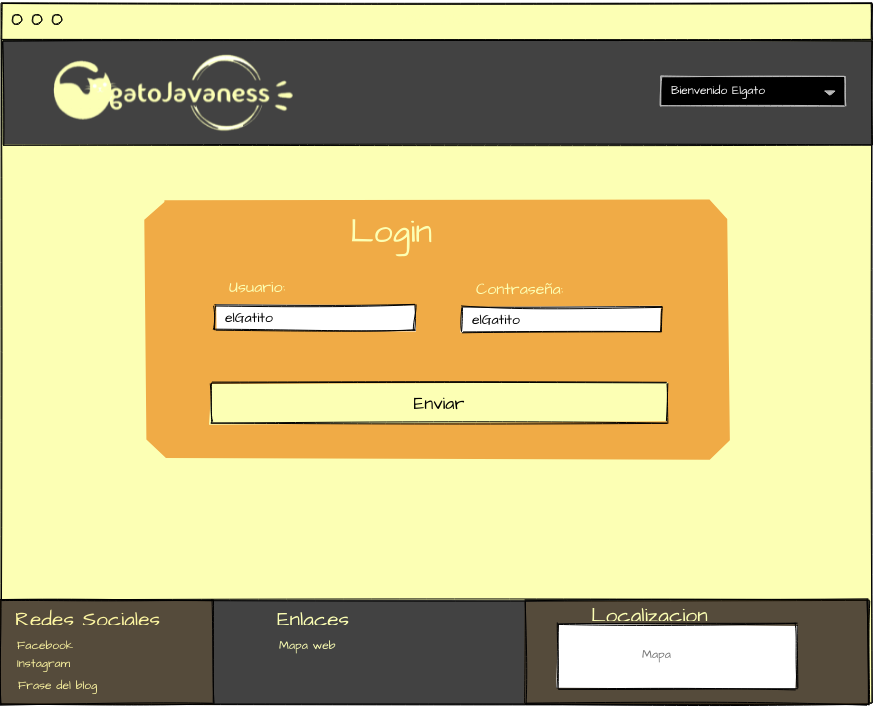 gatoJavaness
Bienvenido Elgato
Login
Usuario:
Contraseña:
elGatito
elGatito
Enviar
Redes Sociales
Facebook
Instagram
Frase del blog
Enlaces
Mapa web
Localizacion
Mapa